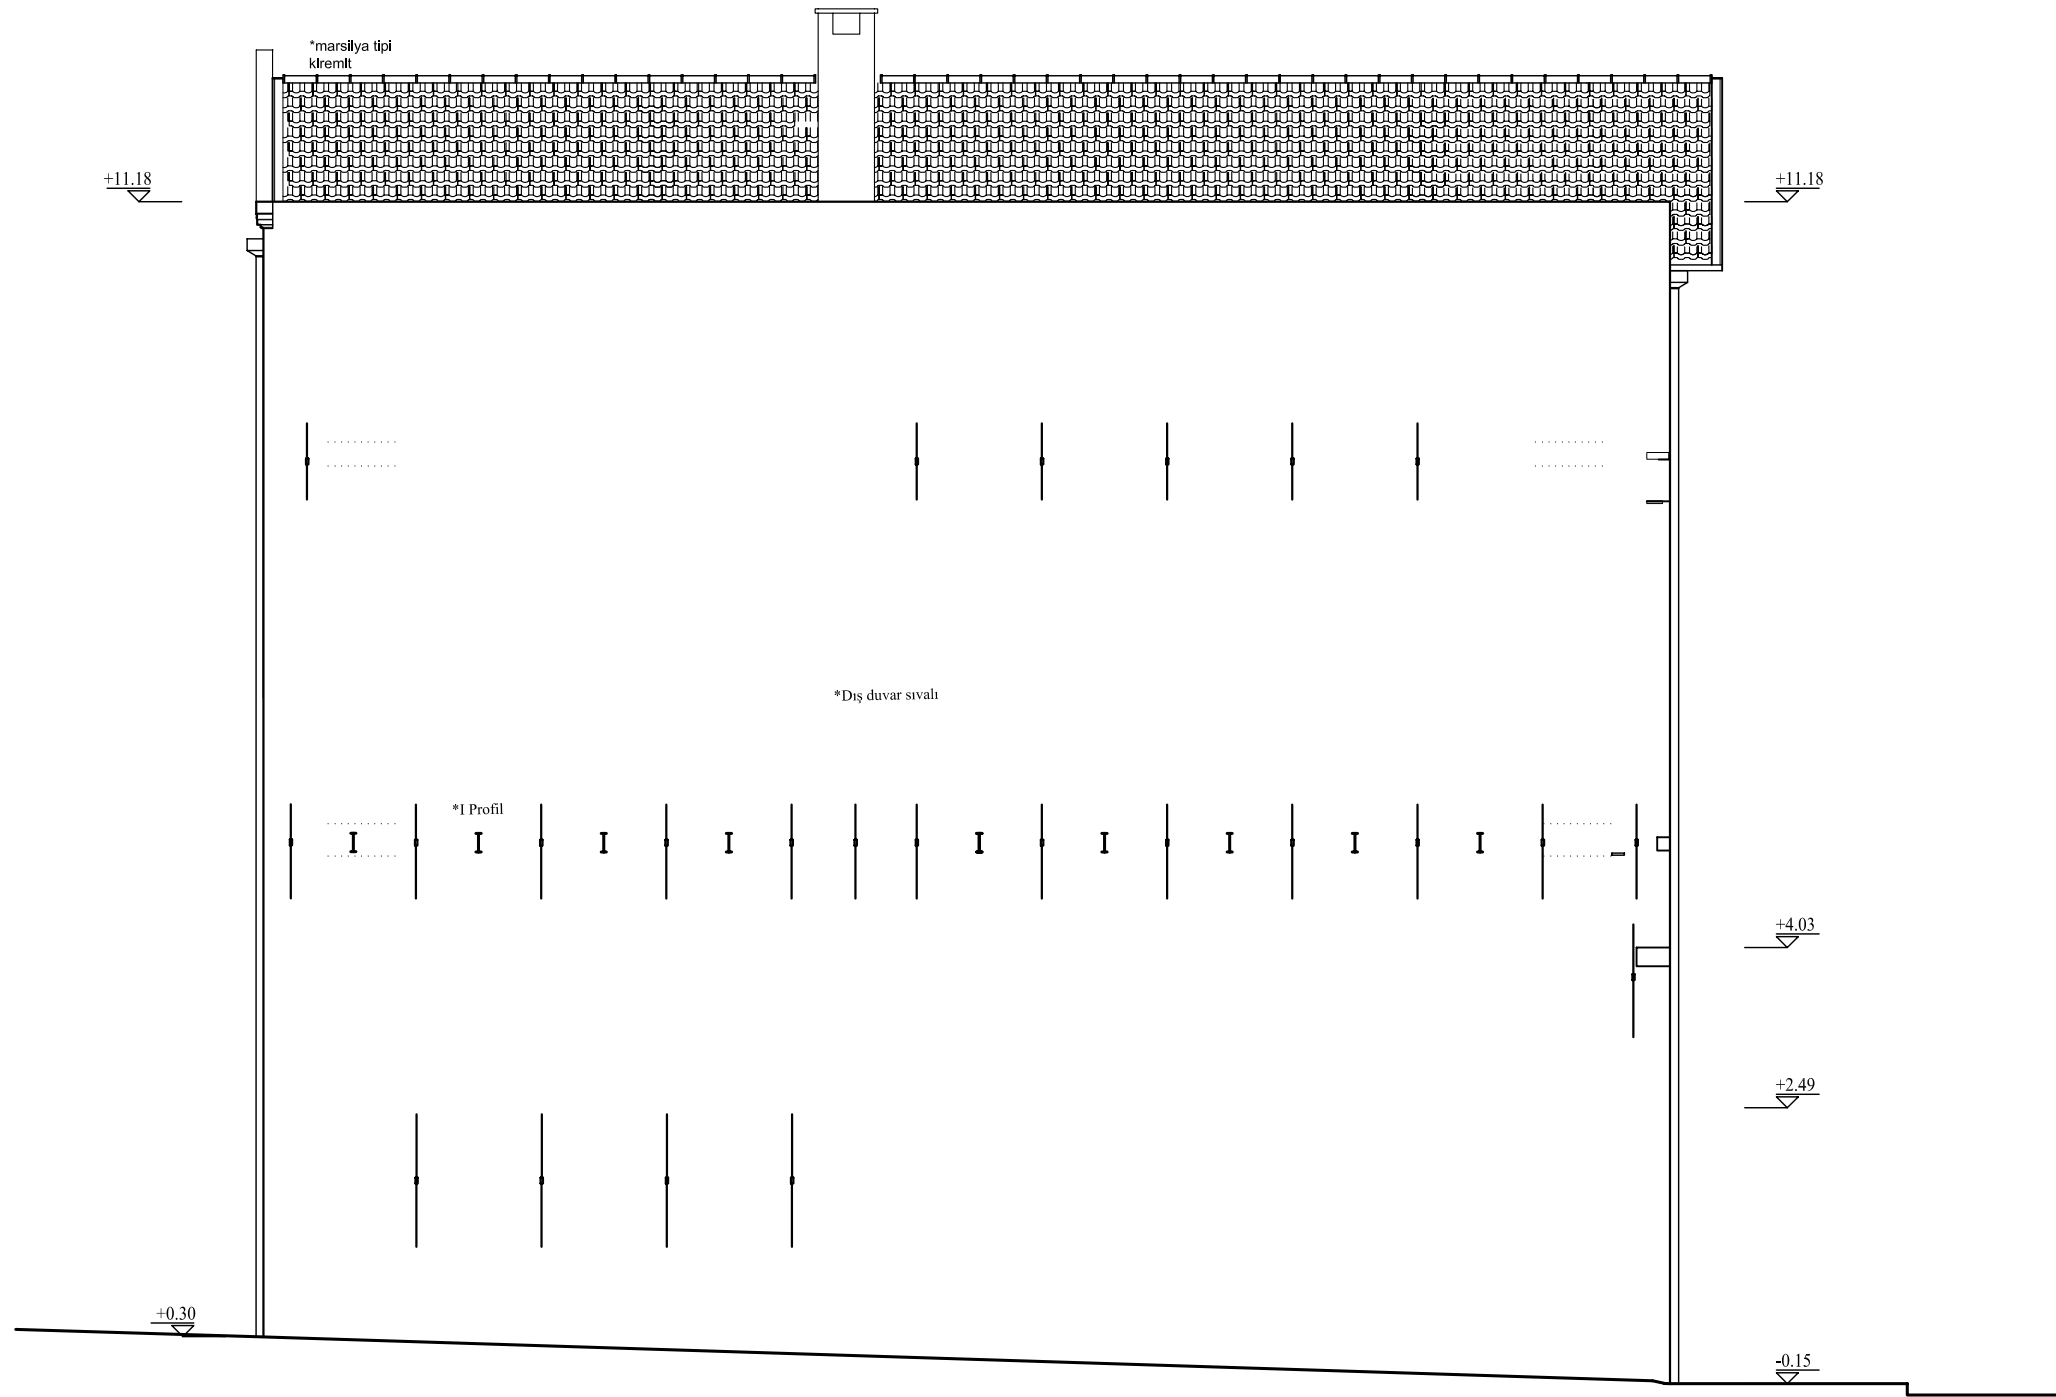 *marsilya tipi
kiremit
+11.18
+11.18
*Dış duvar sıvalı
*I Profil
+4.03
+2.49
+0.30
-0.15